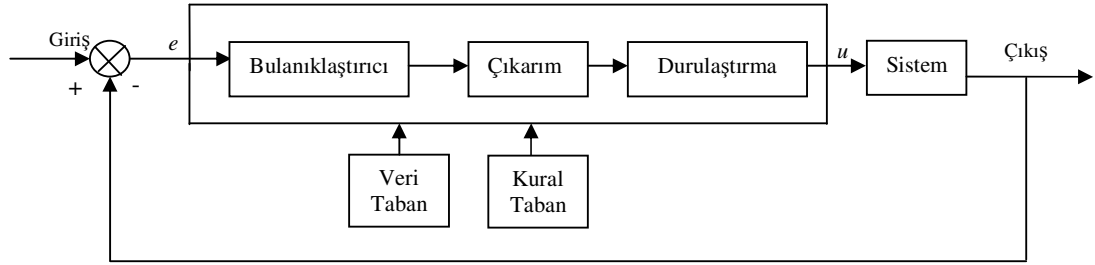 Giriş
e
Bulanıklaştırıcı
Çıkarım
Durulaştırma
u
Sistem
Çıkış
+
-
Veri
Taban
Kural
Taban